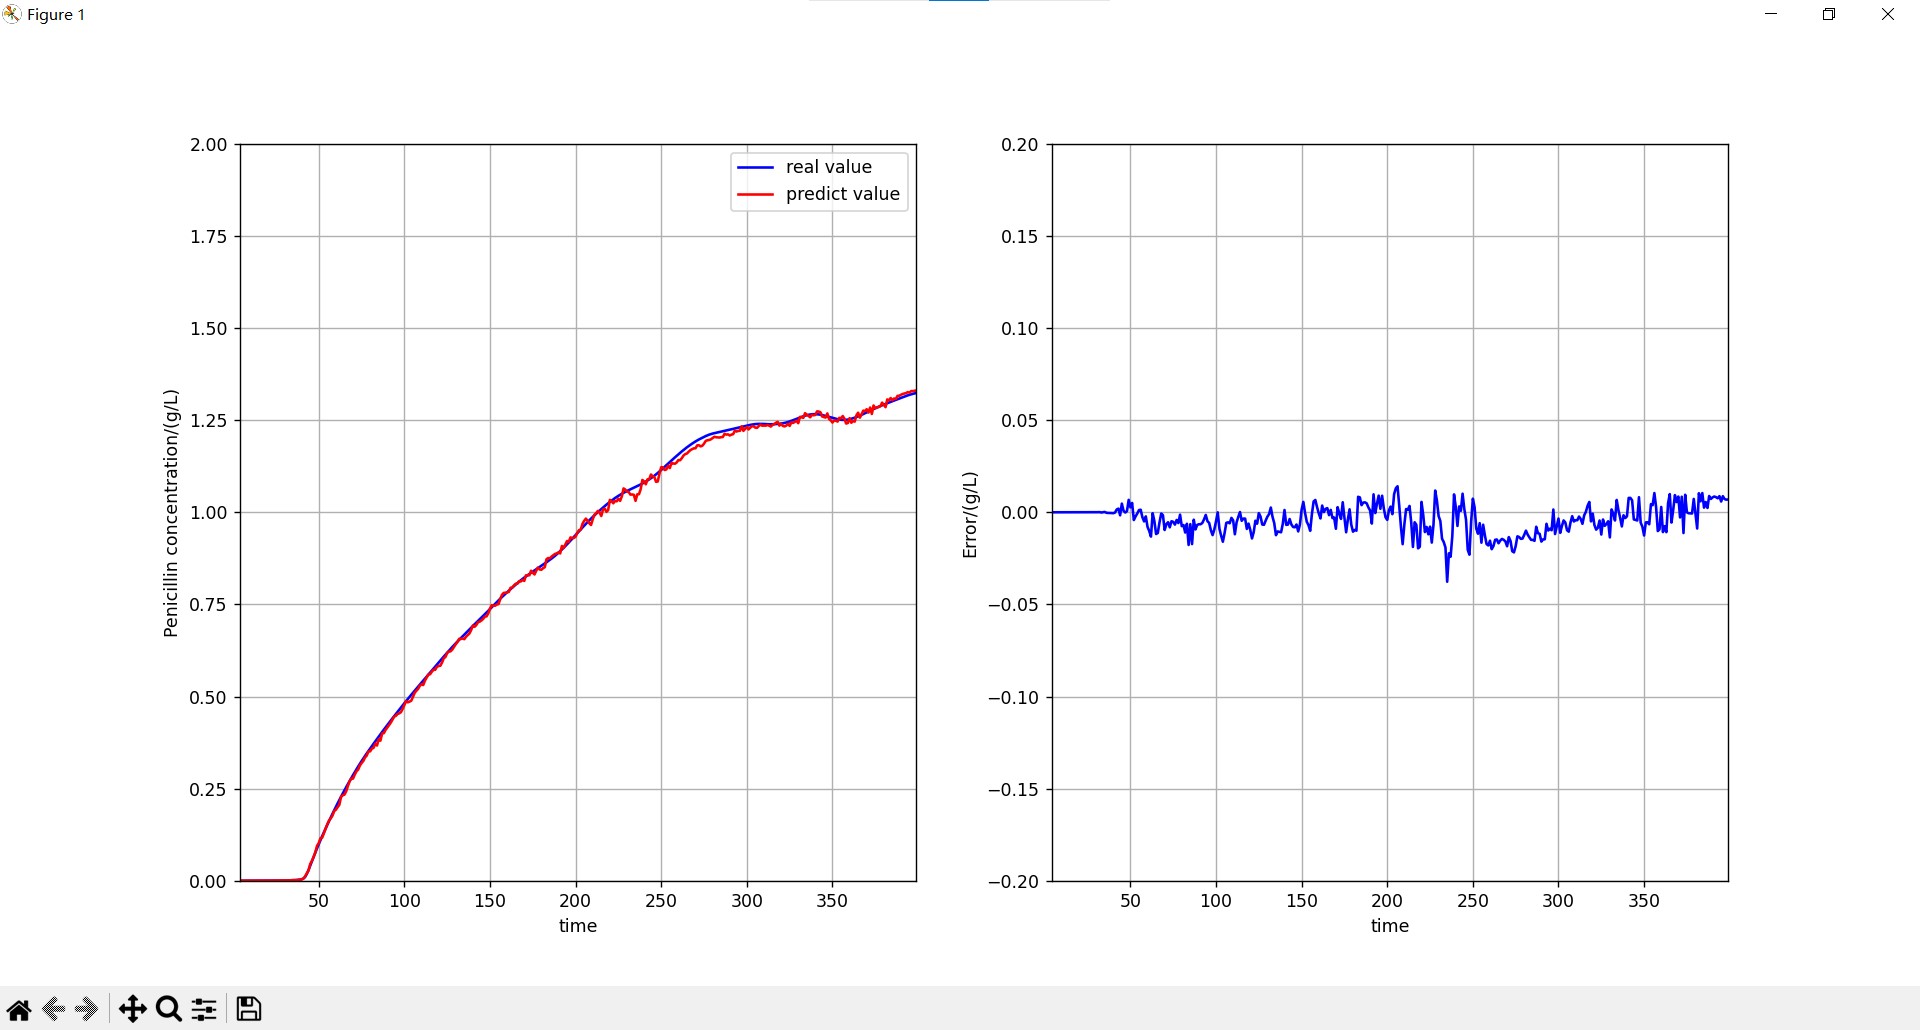 Figure 1
2.00
1.75
1.50
1.25
1.00
0.75
0.50
0.25
0.00
Penicillin concentration/(g/L)
real value
predict value
50 100 150 200 250 300 350
time
0.20
0.15
0.10
0.05
0.00
−0.05
−0.10
−0.15
−0.20
Error/(g/L)
50 100 150 200 250 300 350
time